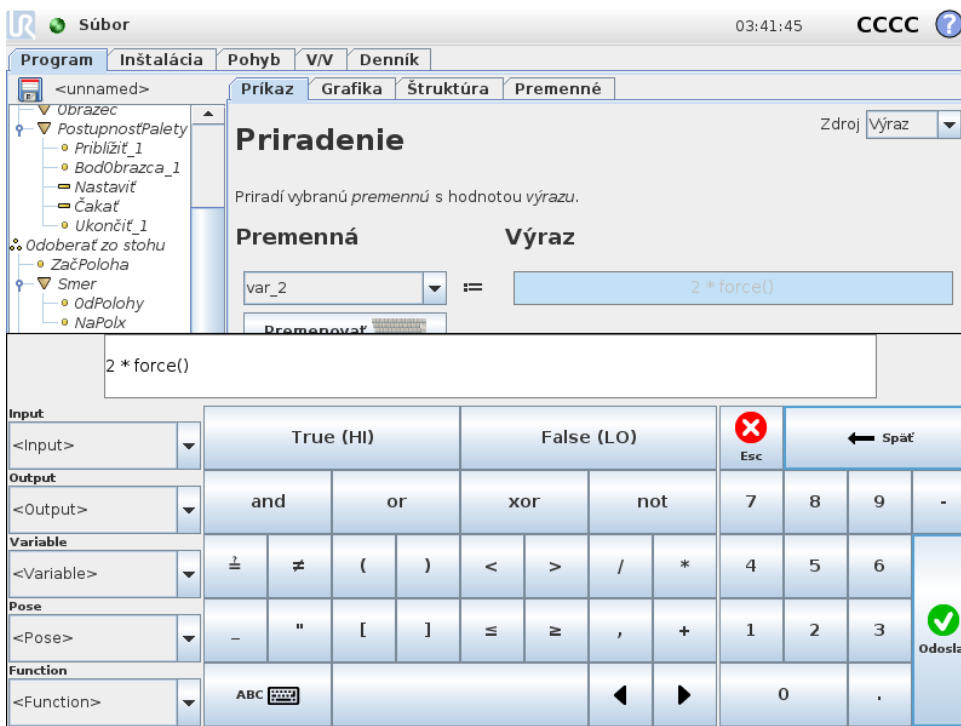 UR Súbor 03:41:45 CCCC ?
Program Inštalácia Pohyb V/V Denník
<unnamed> Príkaz Grafika Štruktúra Premenné
Obrazec
PostupnosťPalety
Priblížiť_1
BodObrazca_1
Nastaviť
Čakať
Ukončiť_1
Odoberať zo stohu
ZačPoloha
Smer
OdPolohy
NaPolx
Priradenie
Zdroj Výraz
Priradí vybranú premennú s hodnotou výrazu.
Premenná Výraz
var_2 := 2 * force()
Premenovať
2 * force()
Input
<Input>
Output
<Output>
Variable
<Variable>
Pose
<Pose>
Function
<Function>
True (HI) False (LO) Esc Späť
and or xor not 7 8 9 -
≟ ≠ ( ) < > / * 4 5 6
_ " [ ] ≤ ≥ , + 1 2 3
Odosla
ABC 0 .